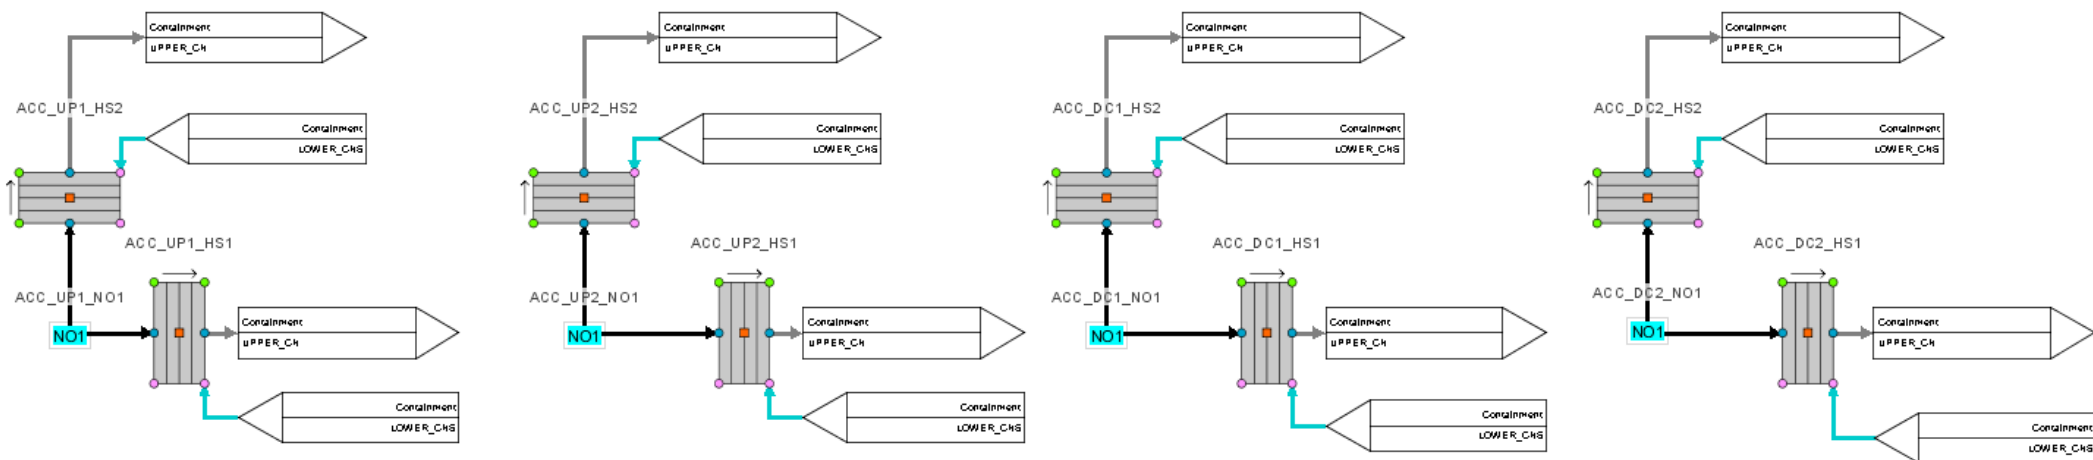 Containment
UPPER_CH
ACC_UP1_HS2
Containment
LOWER_CHS
ACC_UP1_HS1
ACC_UP1_NO1
NO1
Containment
UPPER_CH
Containment
LOWER_CHS
Containment
UPPER_CH
ACC_UP2_HS2
Containment
LOWER_CHS
ACC_UP2_HS1
ACC_UP2_NO1
NO1
Containment
UPPER_CH
Containment
LOWER_CHS
Containment
UPPER_CH
ACC_DC1_HS2
Containment
LOWER_CHS
ACC_DC1_HS1
ACC_DC1_NO1
NO1
Containment
UPPER_CH
Containment
LOWER_CHS
Containment
UPPER_CH
ACC_DC2_HS2
Containment
LOWER_CHS
ACC_DC2_HS1
ACC_DC2_NO1
NO1
Containment
UPPER_CH
Containment
LOWER_CHS